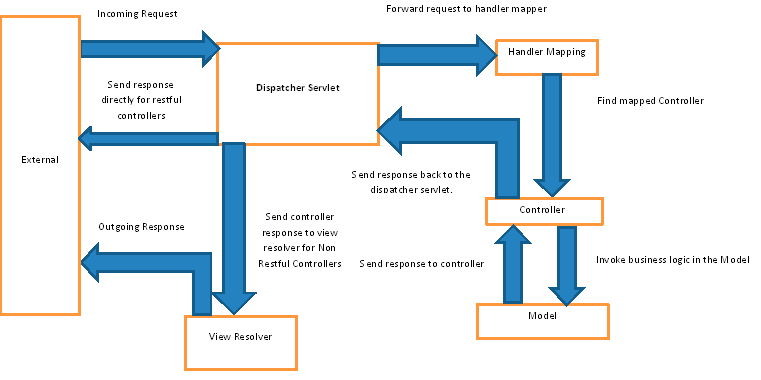 Incoming Request
Forward request to handler mapper
Dispatcher Servlet
Handler Mapping
Send response
directly for restful
controllers
Find mapped Controller
External
Send response back to the
dispatcher servlet.
Controller
Outgoing Response
Send controller
response to view
resolver for Non
Restful Controllers
Send response to controller
Invoke business logic in the Model
Model
View Resolver